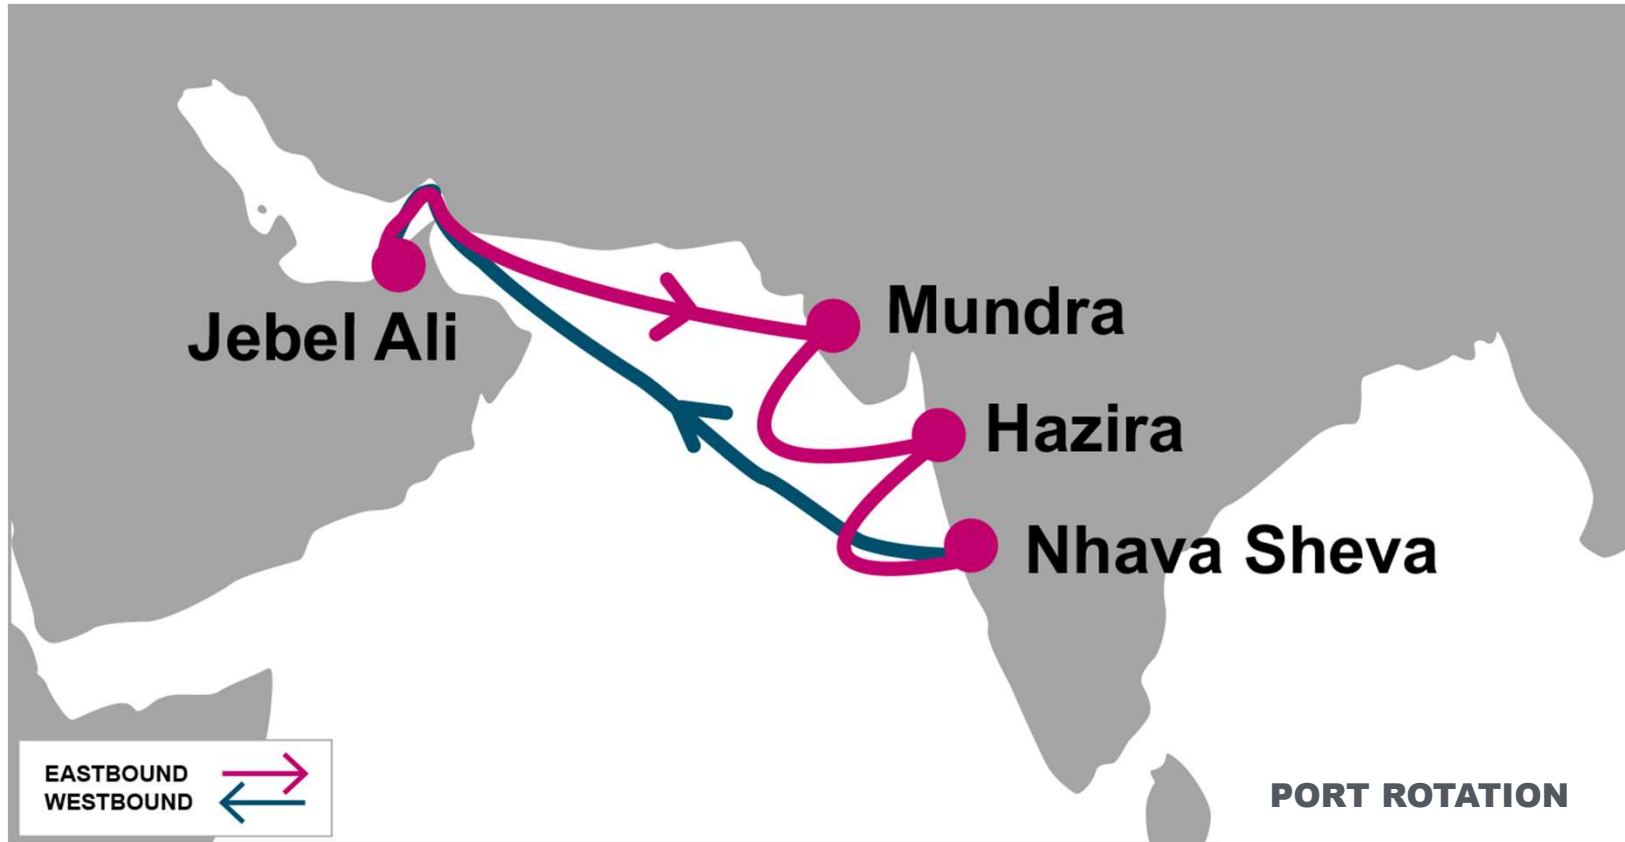 Mundra
Jebel Ali
Hazira
Nhava Sheva
EASTBOUND
WESTBOUND
PORT ROTATION